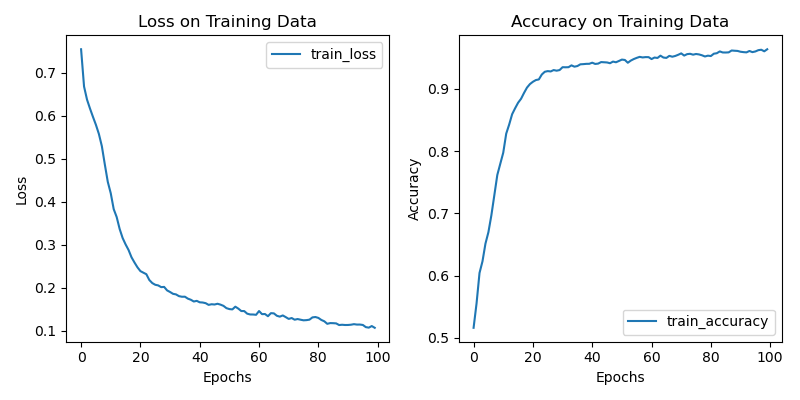 Loss on Training Data
train_loss
0.7
0.6
0.5
0.4
0.3
0.2
0.1
Loss
0 20 40 60 80 100
Epochs
Accuracy on Training Data
0.9
0.8
0.7
0.6
0.5
Accuracy
train_accuracy
0 20 40 60 80 100
Epochs